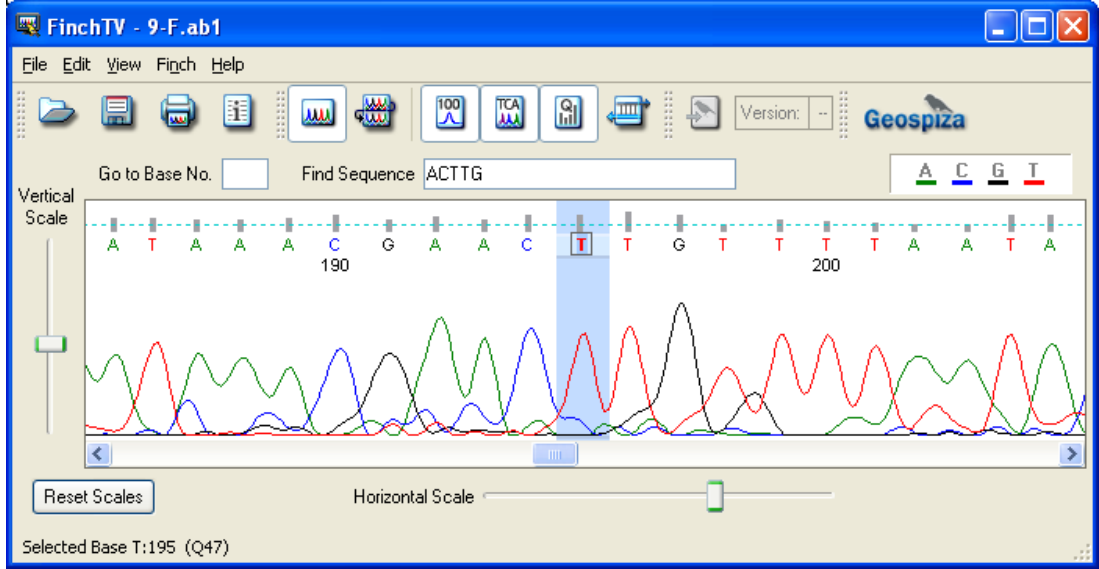 FinchTV - 9-F.ab1
File Edit View Finch Help
100 TCA Q i Version: -- Geospiza
Go to Base No. Find Sequence ACTTG A C G T
Vertical
Scale
A T A A A C G A A C T T G T T T T A A T A
190 200
Reset Scales Horizontal Scale
Selected Base T:195 (Q47)